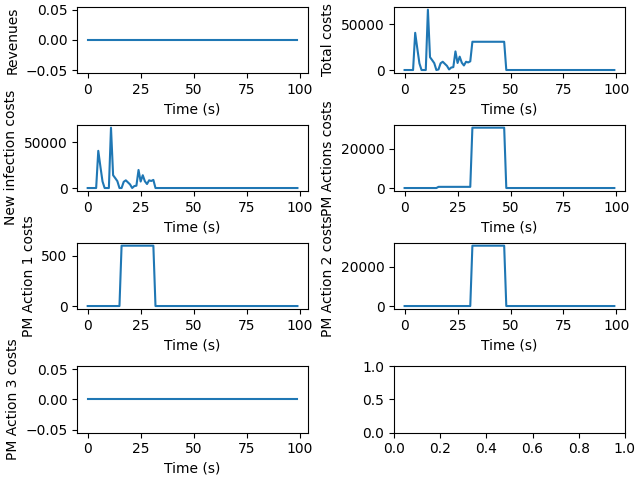 Revenues
0.05
0.00
−0.05
0 25 50 75 100
Time (s)
Total costs
50000
0
0 25 50 75 100
Time (s)
New infection costs
50000
0
0 25 50 75 100
Time (s)
PM Actions costs
20000
0
0 25 50 75 100
Time (s)
PM Action 1 costs
500
0
0 25 50 75 100
Time (s)
PM Action 2 costs
20000
0
0 25 50 75 100
Time (s)
PM Action 3 costs
0.05
0.00
−0.05
0 25 50 75 100
Time (s)
1.0
0.5
0.0
0.0 0.2 0.4 0.6 0.8 1.0